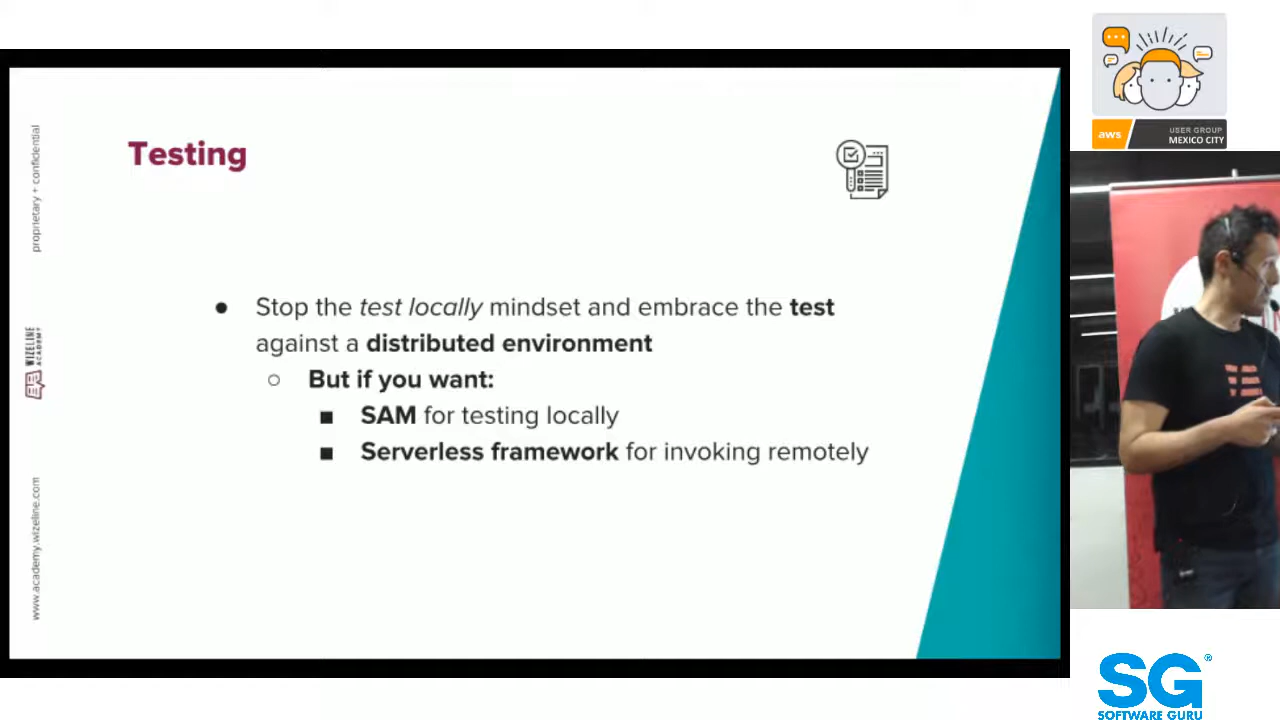 Testing
● Stop the test locally mindset and embrace the test
against a distributed environment
○ But if you want:
■ SAM for testing locally
■ Serverless framework for invoking remotely
proprietary + confidential
WIZELINE
ACADEMY
www.academy.wizeline.com
aws
USER GROUP
MEXICO CITY
SG®
SOFTWARE GURU